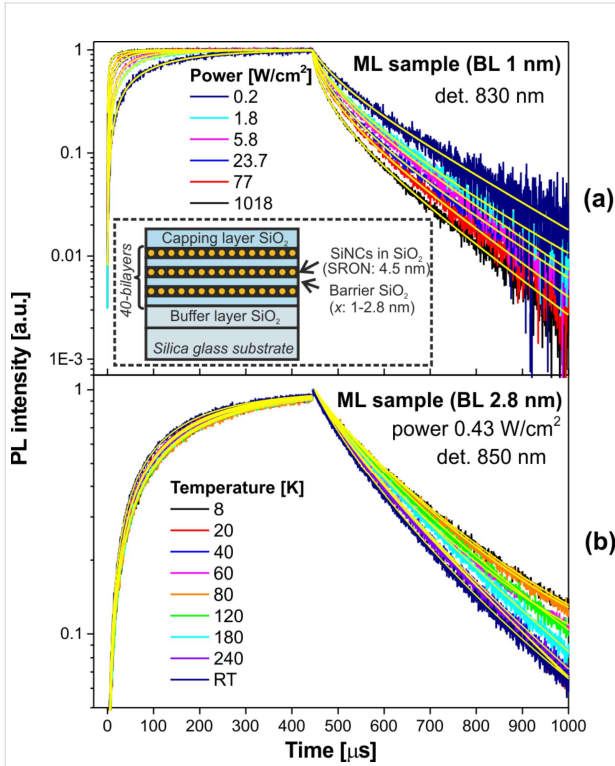 (a)
ML sample (BL 1 nm)
det. 830 nm
Power [W/cm²]
0.2
1.8
5.8
23.7
77
1018
Capping layer SiO₂
40-bilayers
SiNCs in SiO₂
(SRON: 4.5 nm)
Barrier SiO₂
(x: 1-2.8 nm)
Buffer layer SiO₂
Silica glass substrate
1
0.1
0.01
1E-3
PL intensity [a.u.]
(b)
ML sample (BL 2.8 nm)
power 0.43 W/cm²
det. 850 nm
Temperature [K]
8
20
40
60
80
120
180
240
RT
1
0.1
0 100 200 300 400 500 600 700 800 900 1000
Time [μs]